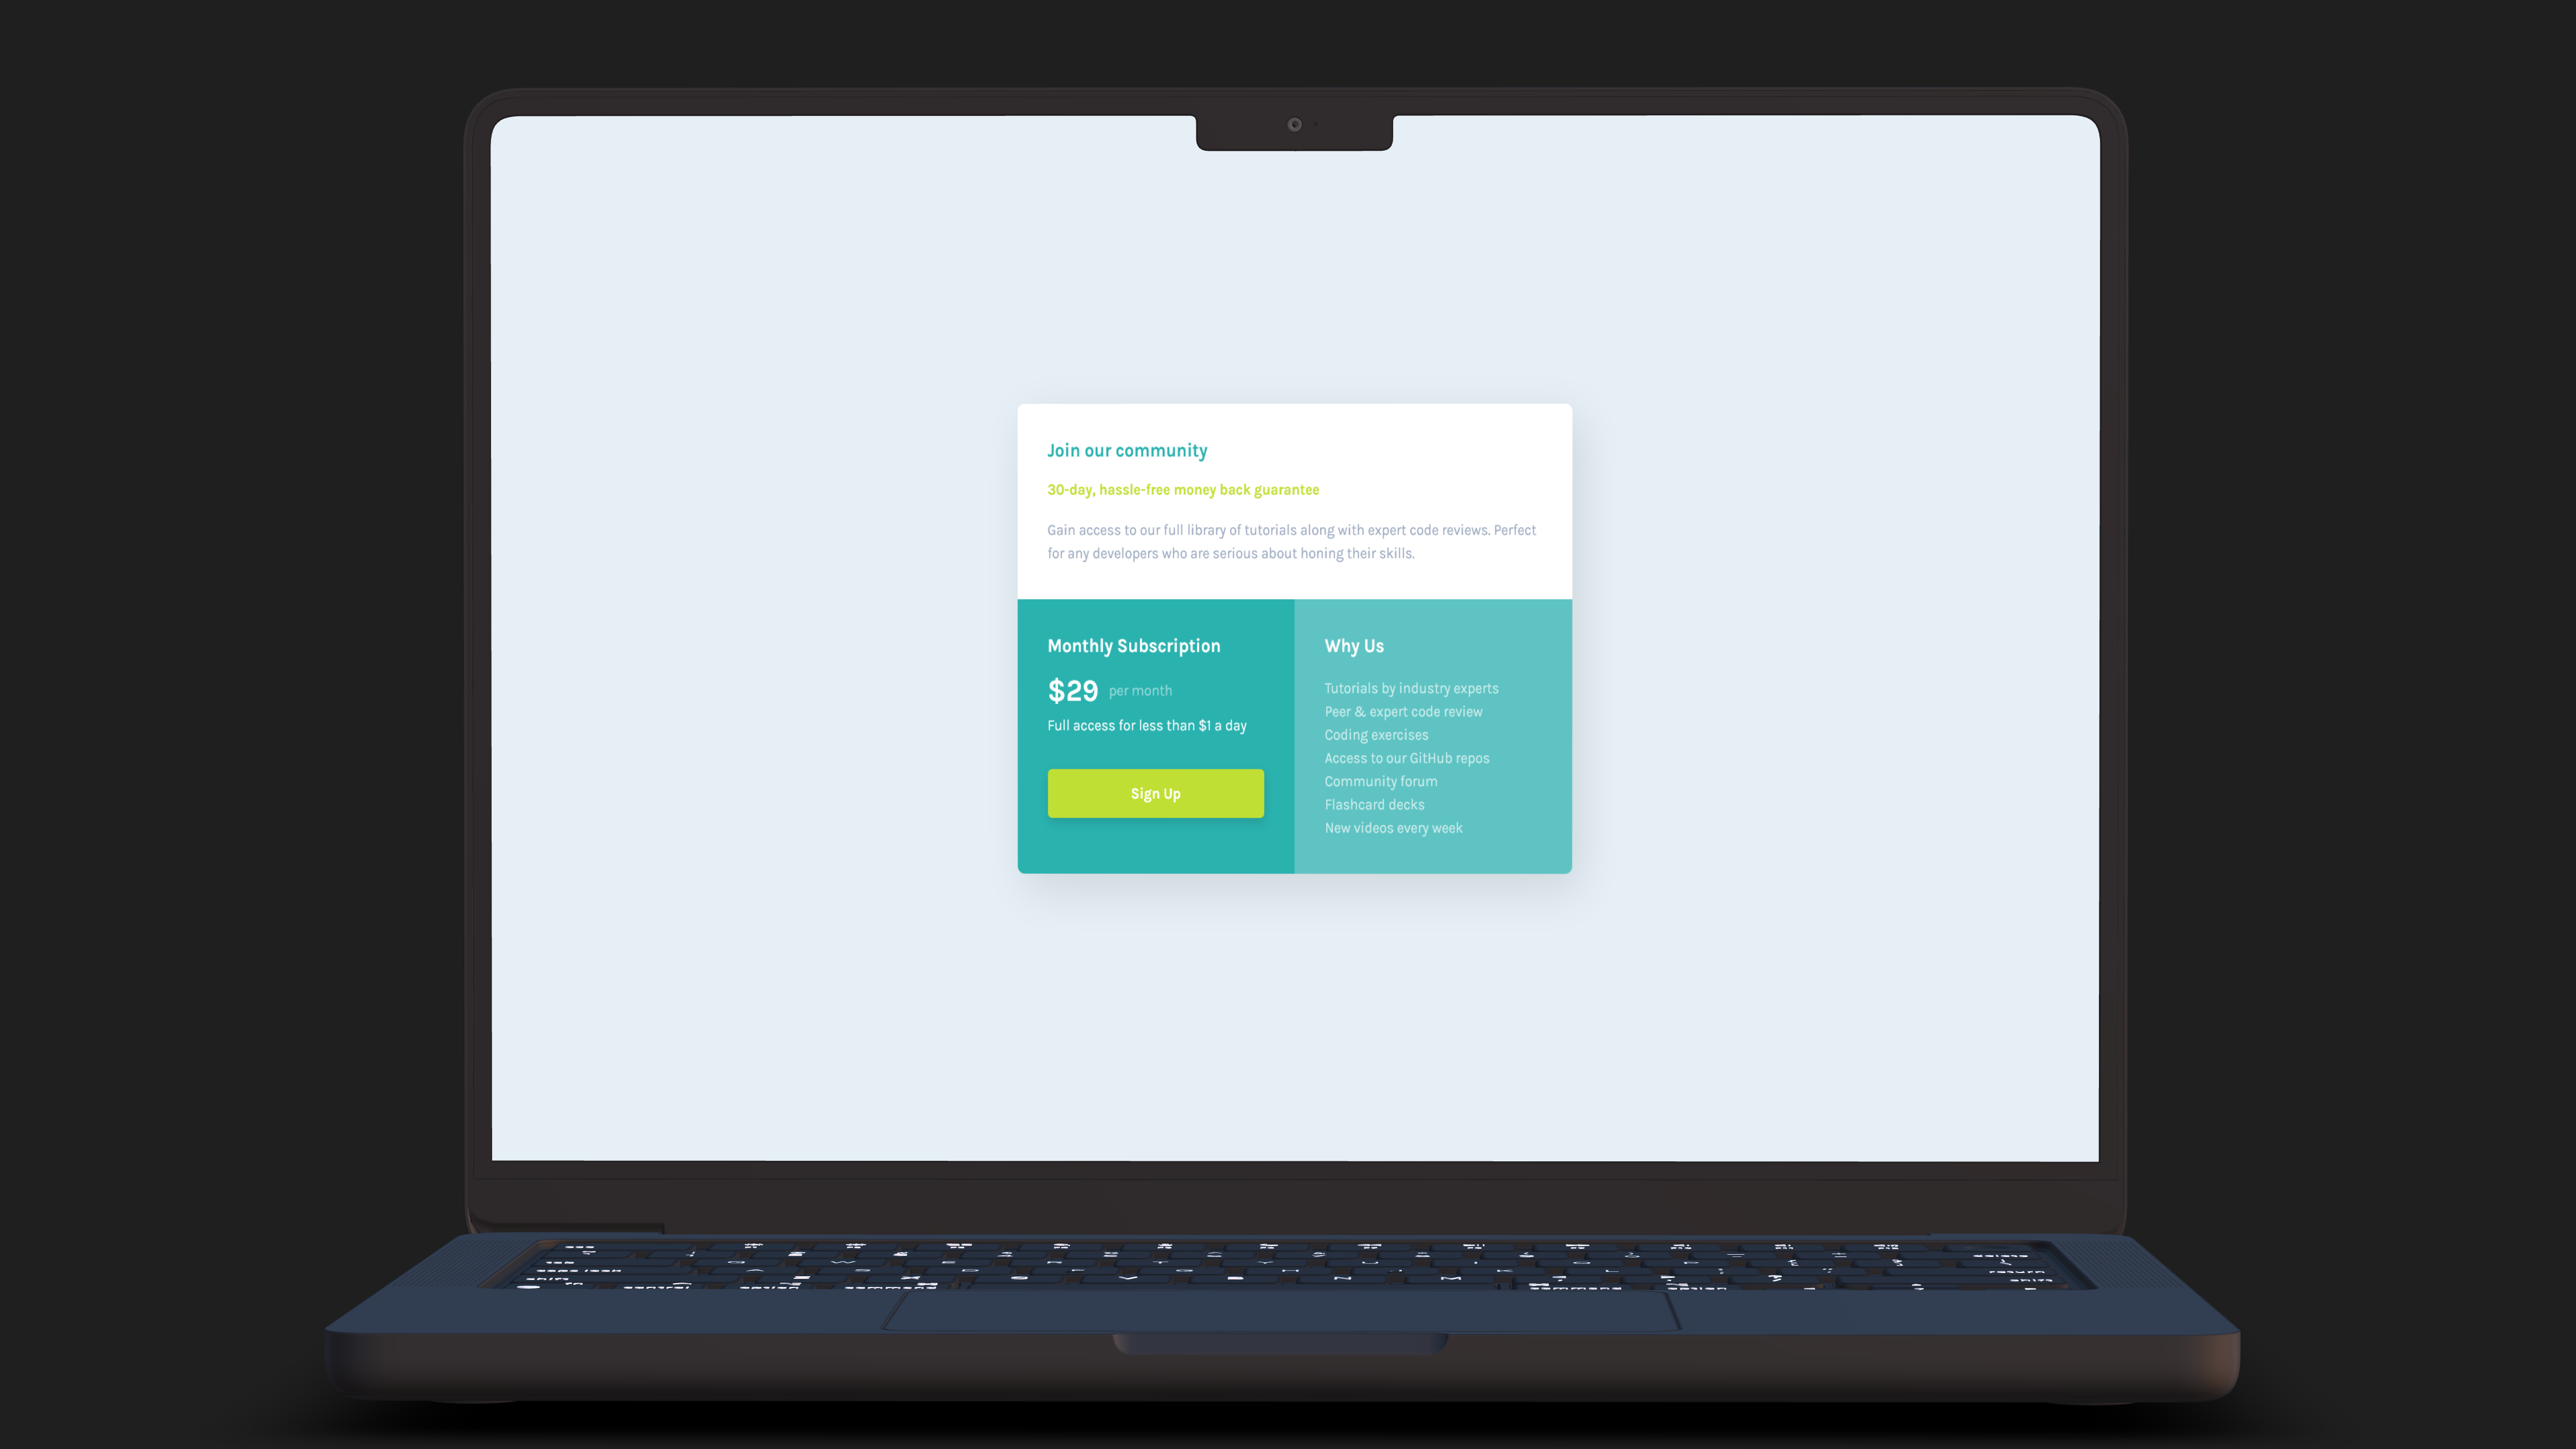 Join our community
30-day, hassle-free money back guarantee
Gain access to our full library of tutorials along with expert code reviews. Perfect
for any developers who are serious about honing their skills.
Monthly Subscription
$29 per month
Full access for less than $1 a day
Sign Up
Why Us
Tutorials by industry experts
Peer & expert code review
Coding exercises
Access to our GitHub repos
Community forum
Flashcard decks
New videos every week